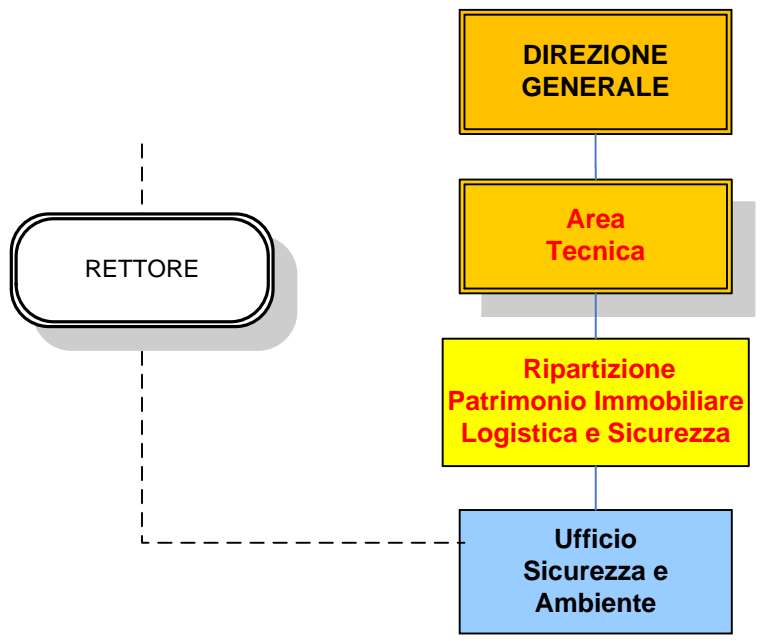 DIREZIONE
GENERALE
Area
Tecnica
RETTORE
Ripartizione
Patrimonio Immobiliare
Logistica e Sicurezza
Ufficio
Sicurezza e
Ambiente